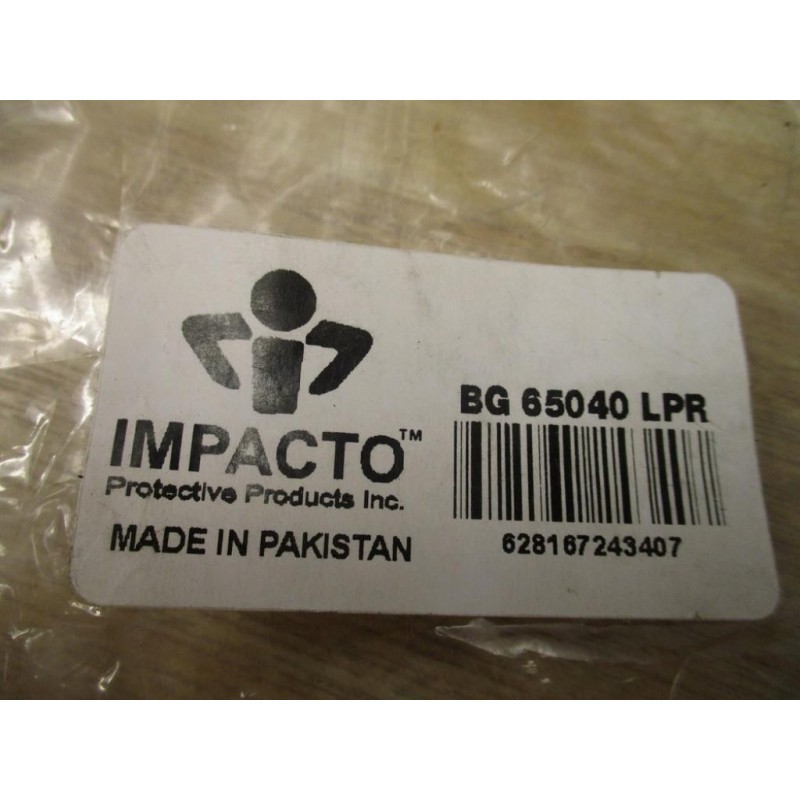 IMPACTO™
Protective Products Inc.
MADE IN PAKISTAN
BG 65040 LPR
628167243407